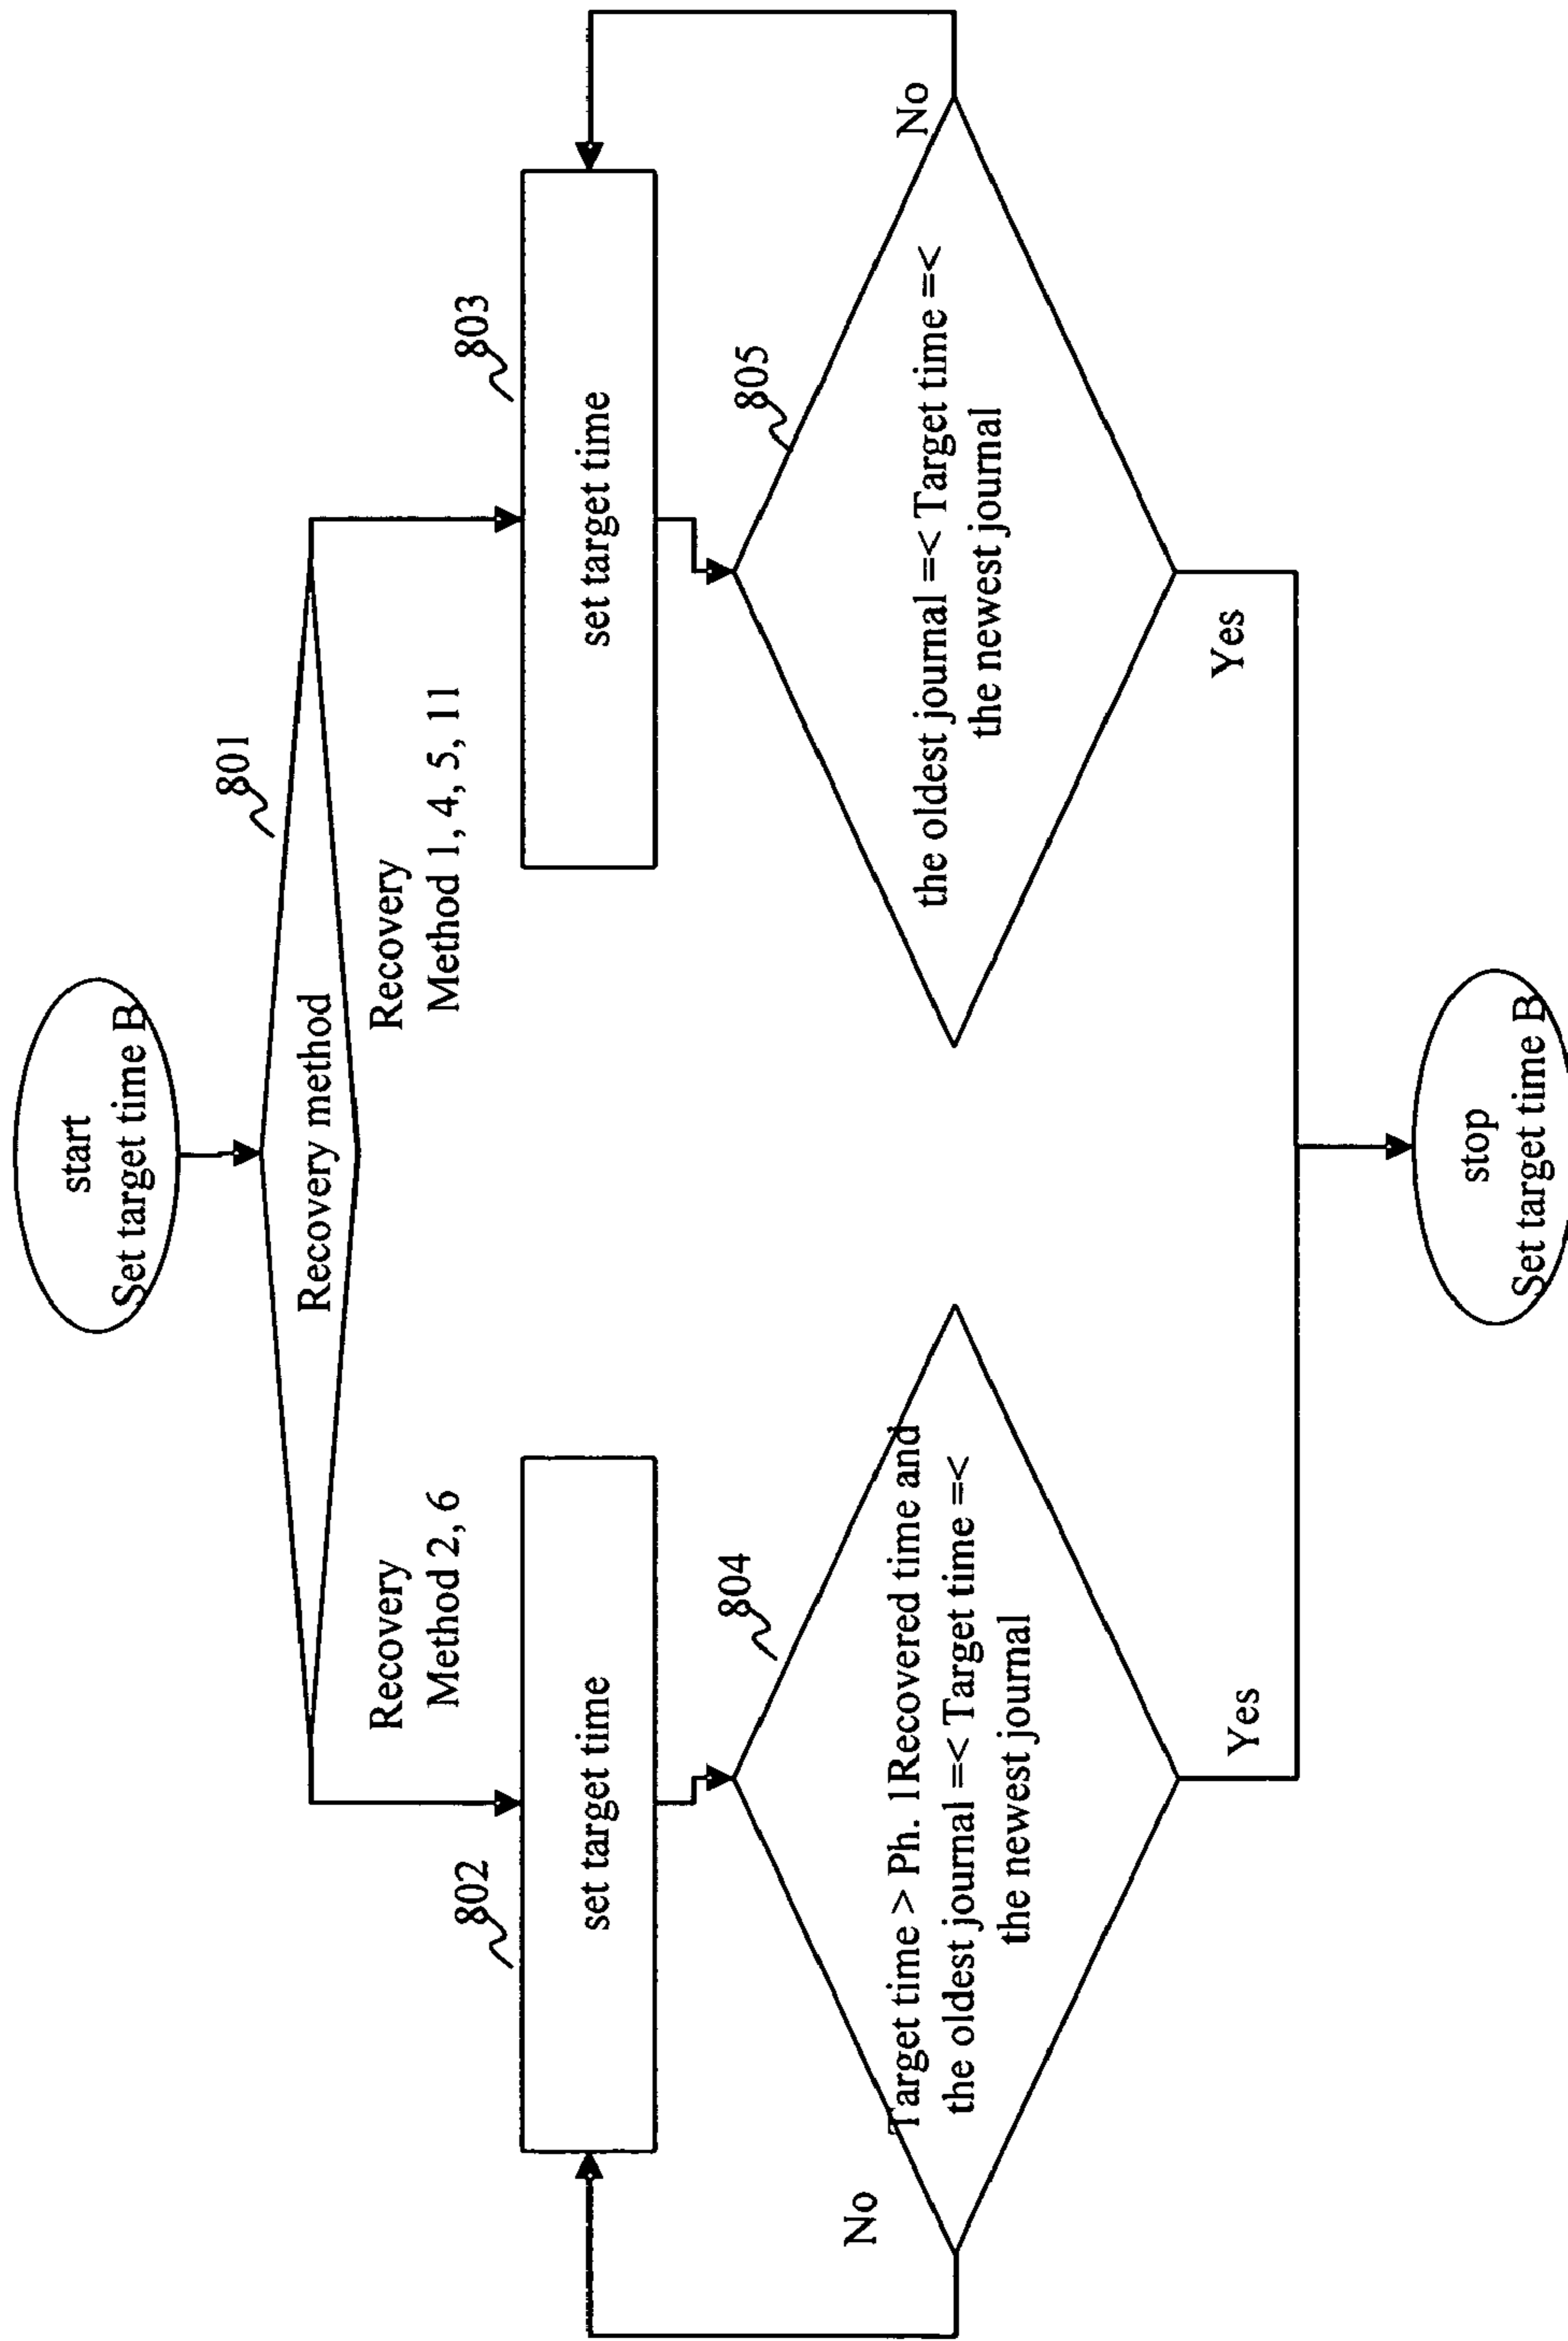 start
Set target time B
801
Recovery method
Recovery
Method 2, 6
Recovery
Method 1, 4, 5, 11
802
set target time
803
set target time
804
Target time > Ph. 1Recovered time and
the oldest journal =< Target time =<
the newest journal
No
Yes
805
the oldest journal =< Target time =<
the newest journal
No
Yes
stop
Set target time B